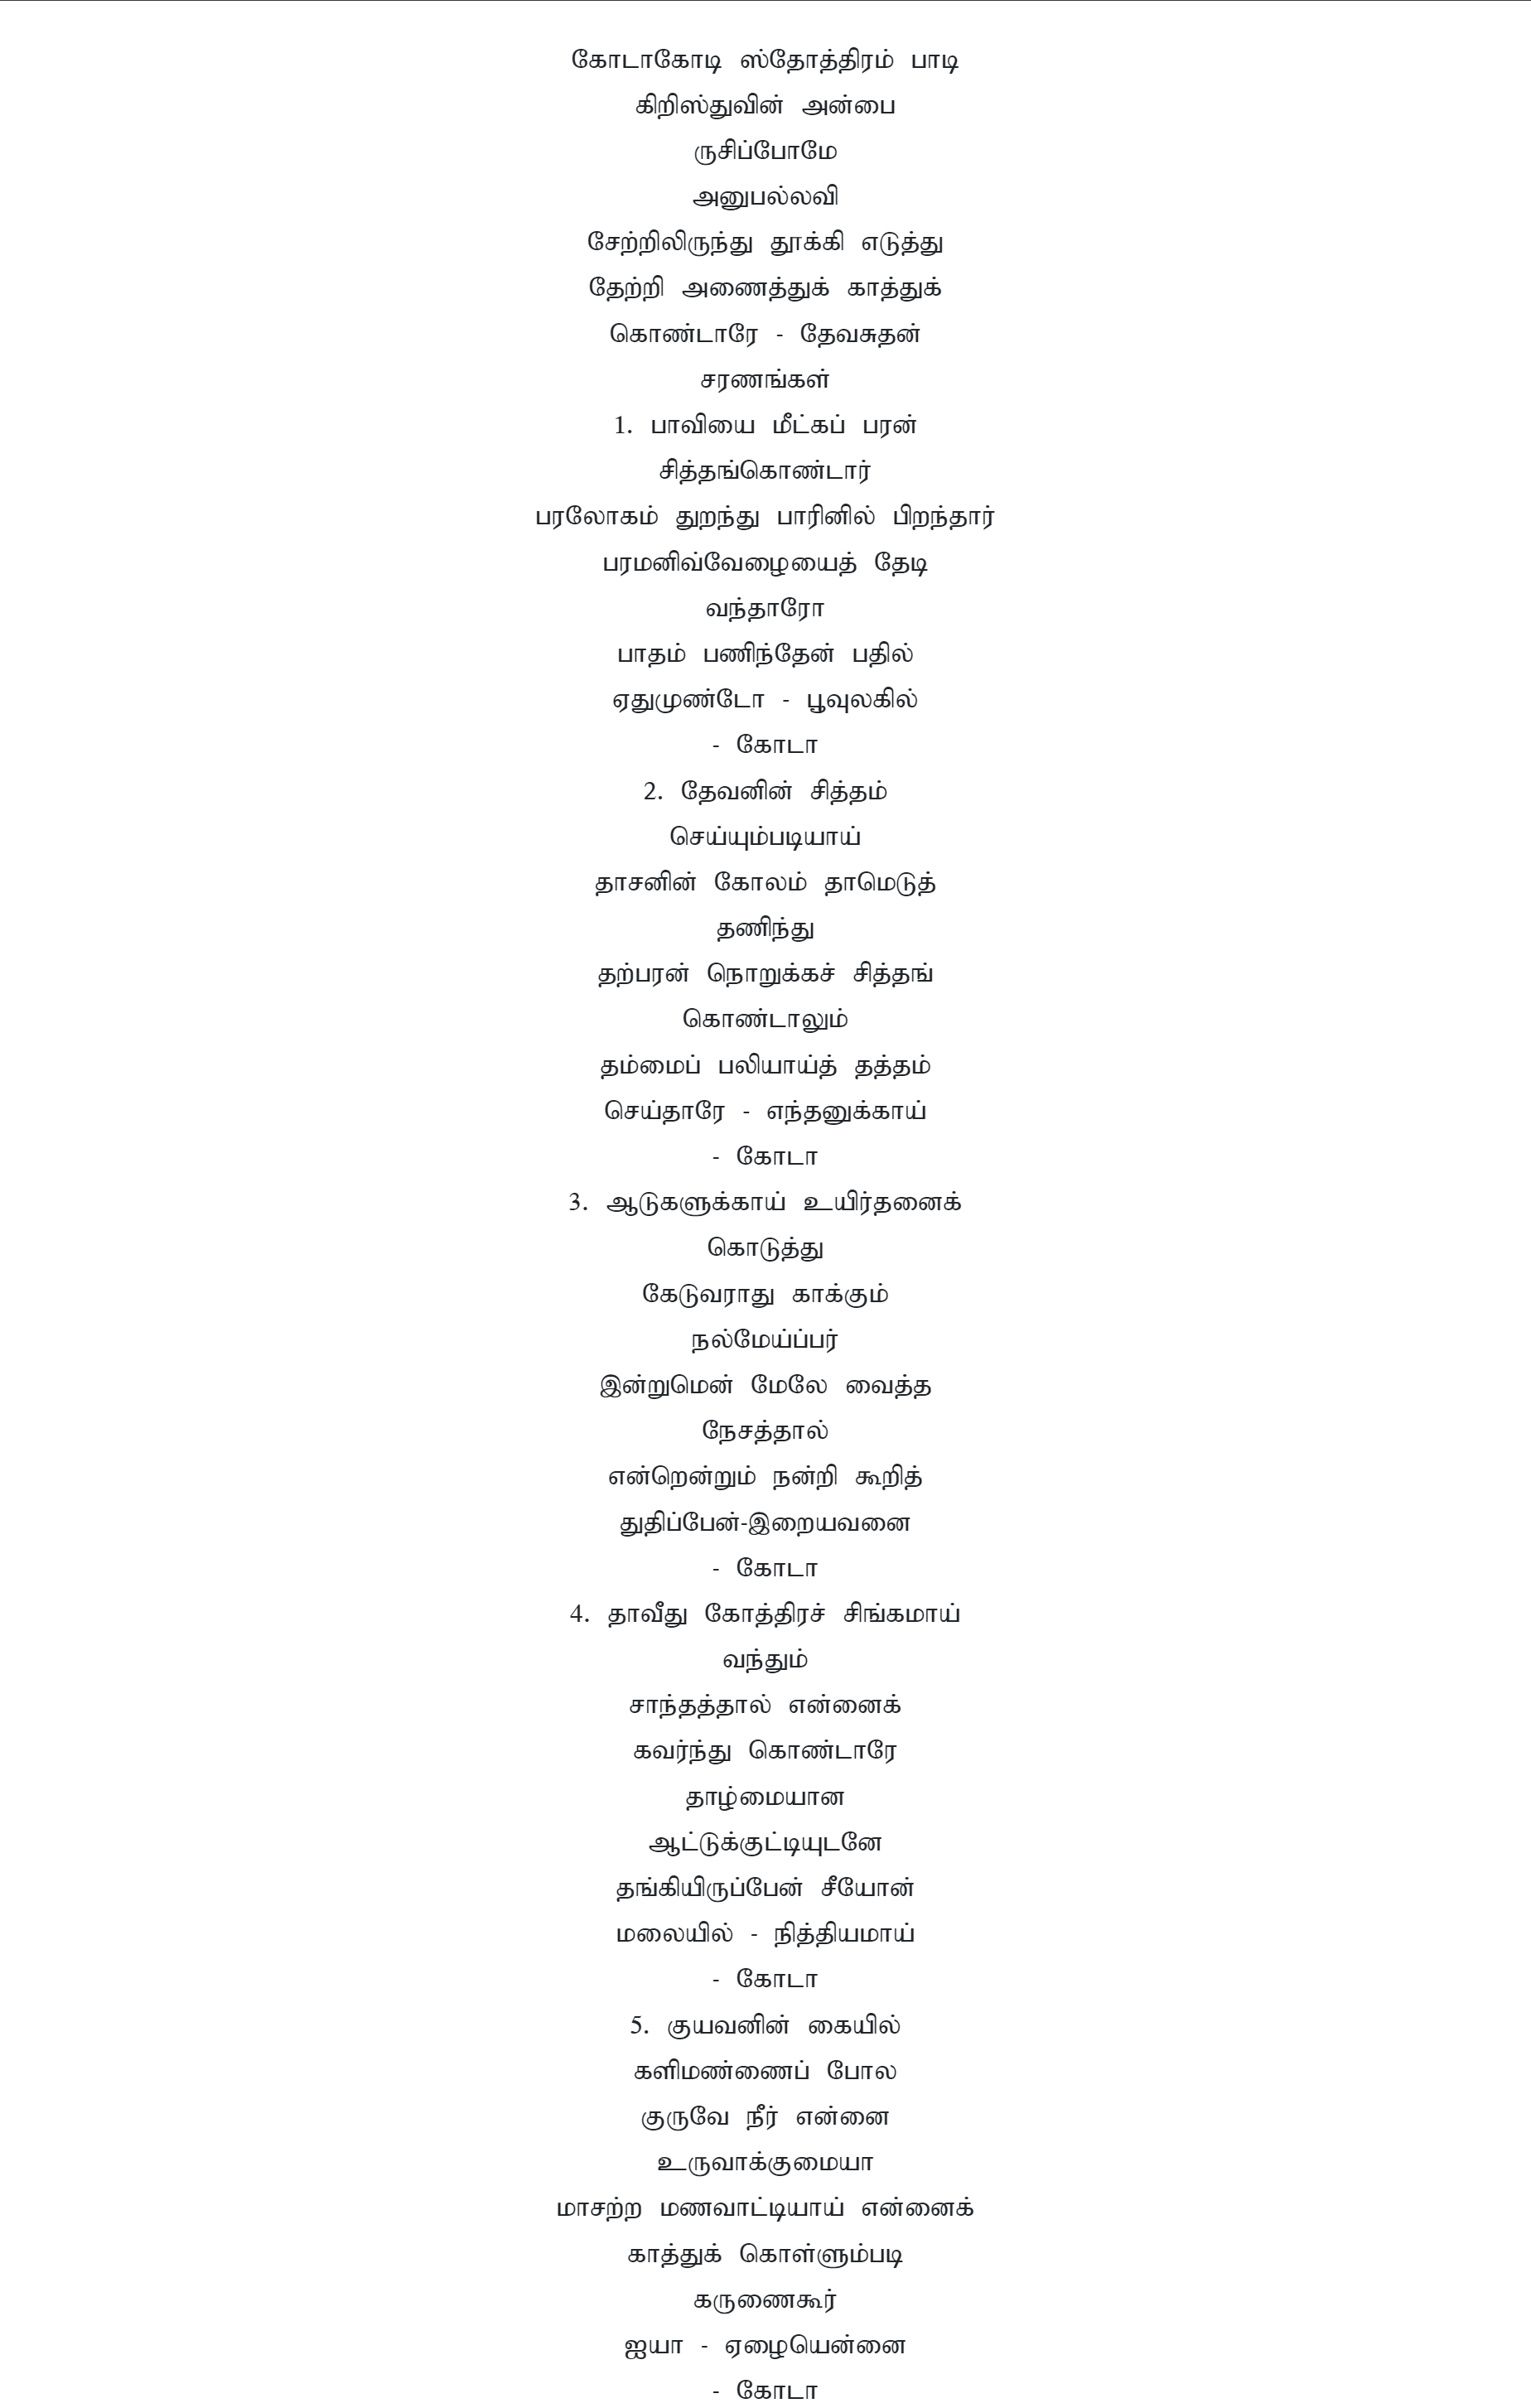 கோடாகோடி ஸ்தோத்திரம் பாடி
கிறிஸ்துவின் அன்பை
ருசிப்போமே
அனுபல்லவி
சேற்றிலிருந்து தூக்கி எடுத்து
தேற்றி அணைத்துக் காத்துக்
கொண்டாரே - தேவசுதன்
சரணங்கள்
1. பாவியை மீட்கப் பரன்
சித்தங்கொண்டார்
பரலோகம் துறந்து பாரினில் பிறந்தார்
பரமனிவ்வேழையைத் தேடி
வந்தாரோ
பாதம் பணிந்தேன் பதில்
ஏதுமுண்டோ - பூவுலகில்
- கோடா
2. தேவனின் சித்தம்
செய்யும்படியாய்
தாசனின் கோலம் தாமெடுத்
தணிந்து
தற்பரன் நொறுக்கச் சித்தங்
கொண்டாலும்
தம்மைப் பலியாய்த் தத்தம்
செய்தாரே - எந்தனுக்காய்
- கோடா
3. ஆடுகளுக்காய் உயிர்தனைக்
கொடுத்து
கேடுவராது காக்கும்
நல்மேய்ப்பர்
இன்றுமென் மேலே வைத்த
நேசத்தால்
என்றென்றும் நன்றி கூறித்
துதிப்பேன்-இறையவனை
- கோடா
4. தாவீது கோத்திரச் சிங்கமாய்
வந்தும்
சாந்தத்தால் என்னைக்
கவர்ந்து கொண்டாரே
தாழ்மையான
ஆட்டுக்குட்டியுடனே
தங்கியிருப்பேன் சீயோன்
மலையில் - நித்தியமாய்
- கோடா
5. குயவனின் கையில்
களிமண்ணைப் போல
குருவே நீர் என்னை
உருவாக்குமையா
மாசற்ற மணவாட்டியாய் என்னைக்
காத்துக் கொள்ளும்படி
கருணைகூர்
ஐயா - ஏழையென்னை
- கோடா